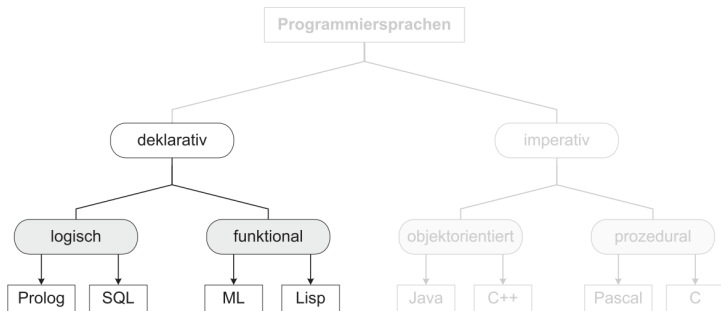 Programmiersprachen
deklarativ
imperativ
logisch
funktional
objektorientiert
prozedural
Prolog
SQL
ML
Lisp
Java
C++
Pascal
C